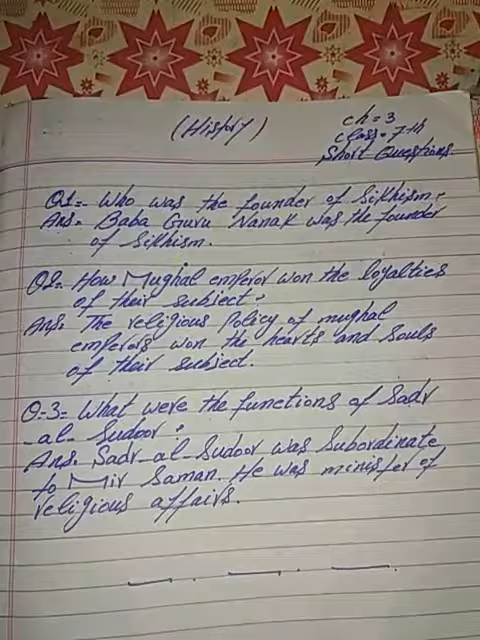 (History)
ch = 3
class = 7th
Short Questions.
Q1:- Who was the founder of Sikhism:
Ans. Baba Guru Nanak was the founder
of Sikhism.
Q2:. How Mughal emperor won the loyalties
of their subject:
Ans. The religious Policy of mughal
emperors won the hearts and souls
of their subject.
Q-3- What were the functions of Sadr
-al- Sudoor:
Ans. Sadr-al-Sudoor was Subordinate
to Mir Saman. He was minister of
religious affairs.